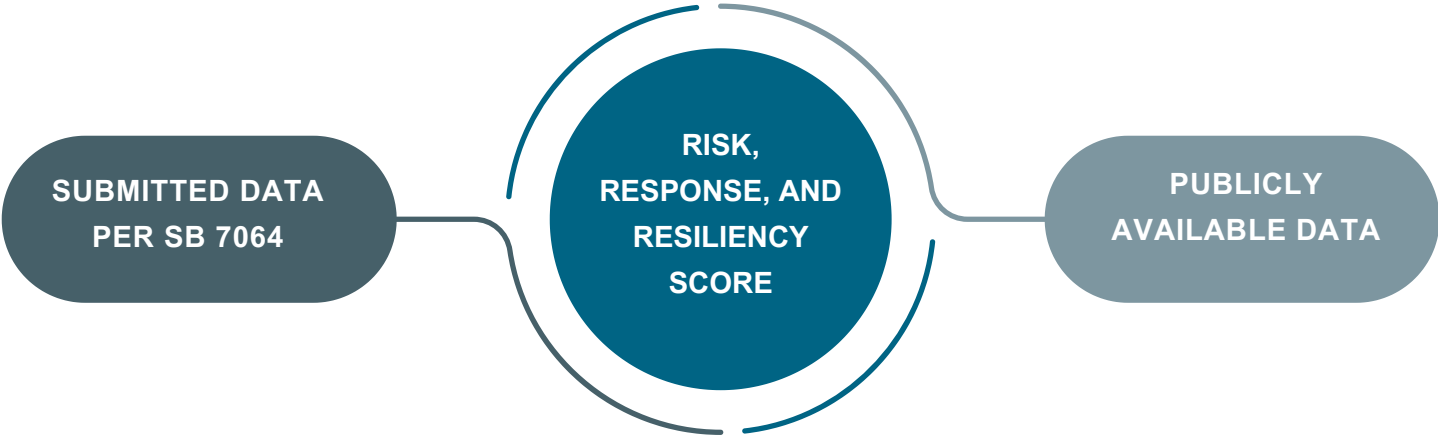 SUBMITTED DATA
PER SB 7064
RISK,
RESPONSE, AND
RESILIENCY
SCORE
PUBLICLY
AVAILABLE DATA